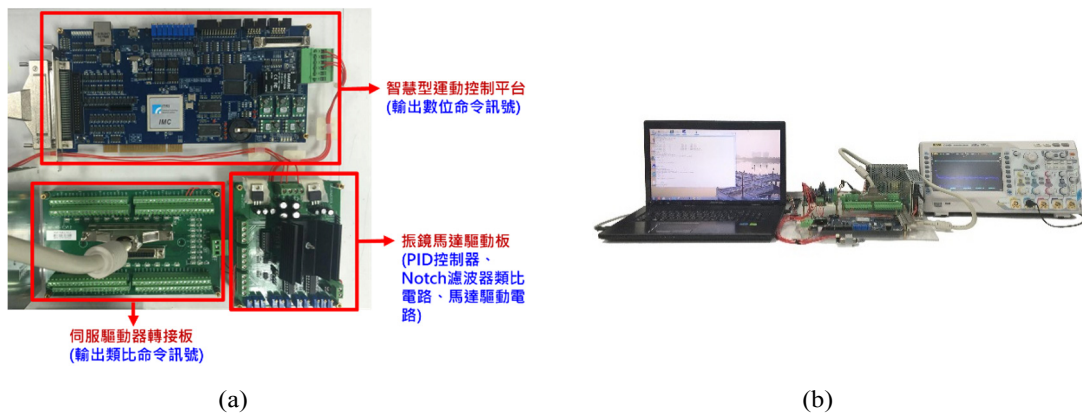 智慧型運動控制平台
(輸出數位命令訊號)
IMC
振鏡馬達驅動板
(PID控制器、
Notch濾波器類比
電路、馬達驅動電
路)
伺服驅動器轉接板
(輸出類比命令訊號)
(a)
(b)